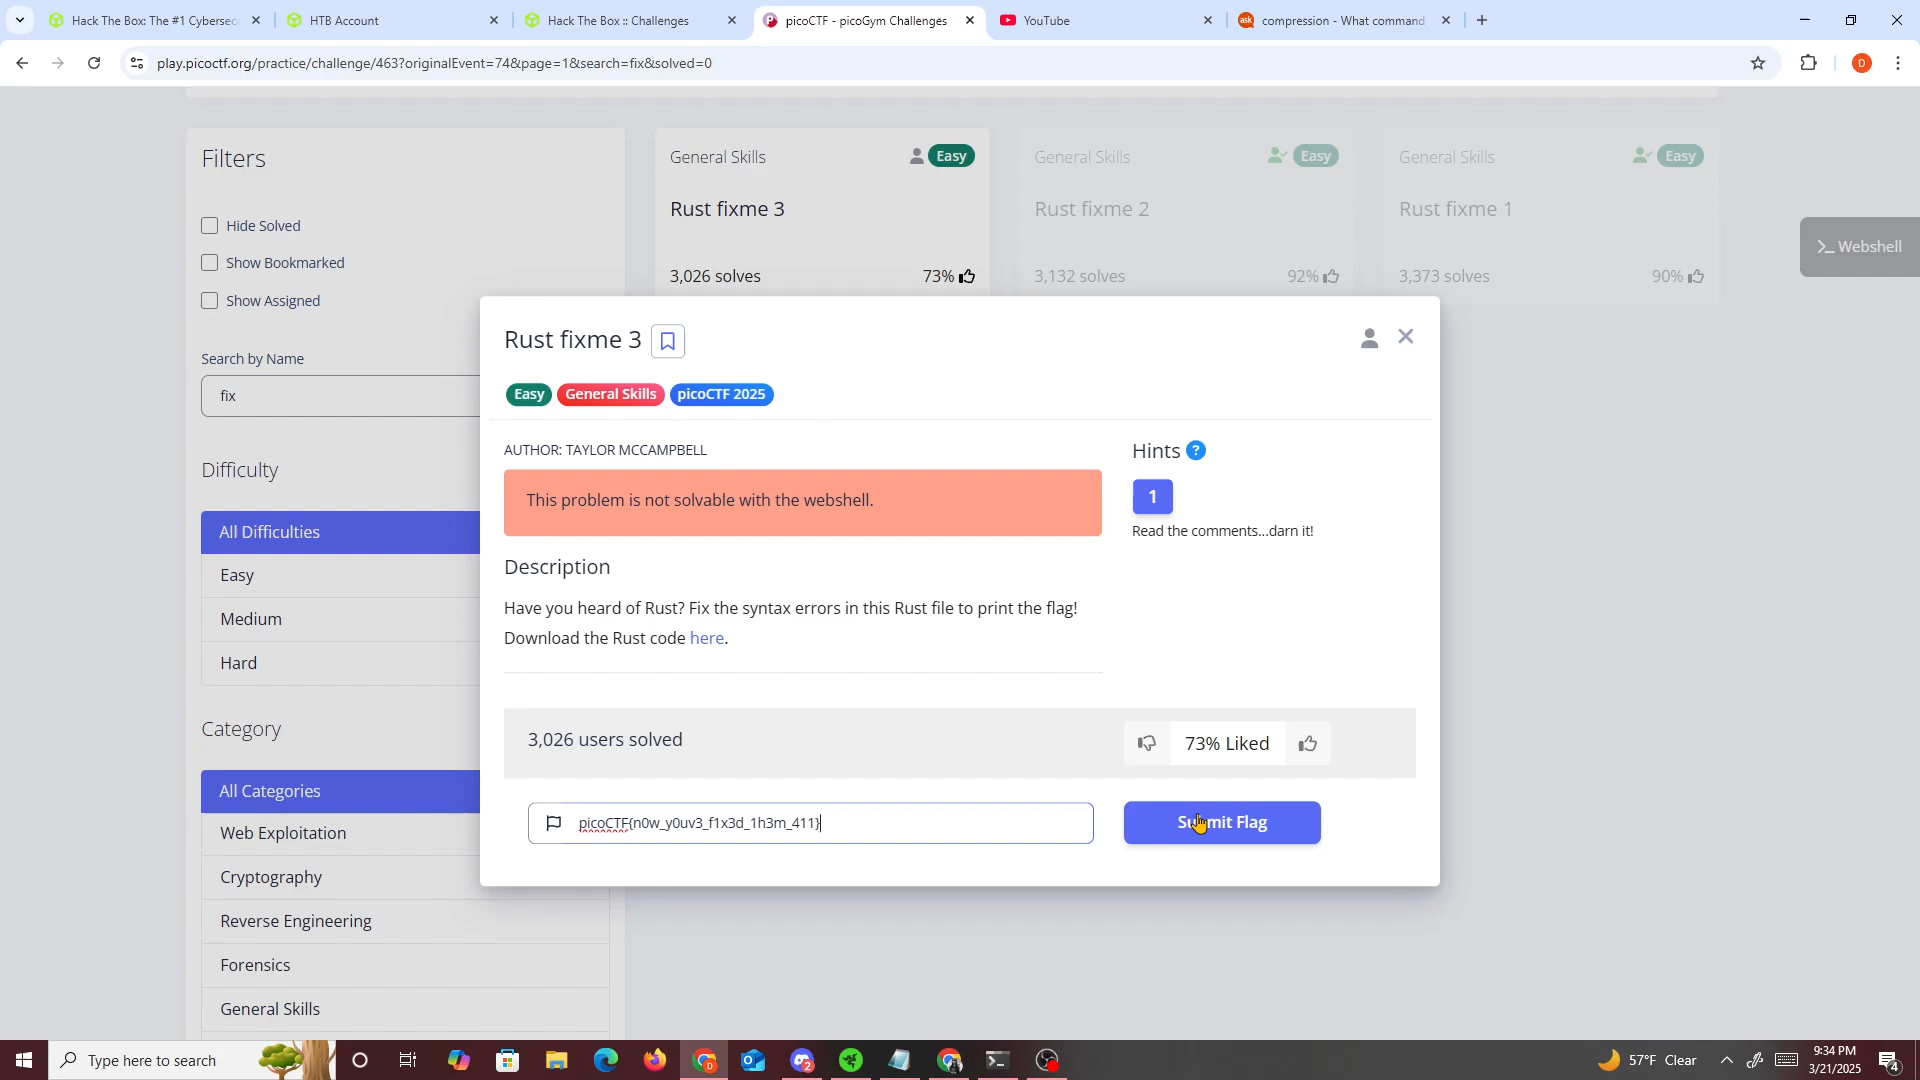 Hack The Box: The #1 Cybersec
HTB Account
Hack The Box :: Challenges
picoCTF - picoGym Challenges
YouTube
ask
compression - What command
play.picoctf.org/practice/challenge/463?originalEvent=74&page=1&search=fix&solved=0
D
Filters
Hide Solved
Show Bookmarked
Show Assigned
Search by Name
fix
Difficulty
All Difficulties
Easy
Medium
Hard
Category
All Categories
Web Exploitation
Cryptography
Reverse Engineering
Forensics
General Skills
General Skills
Easy
Rust fixme 3
3,026 solves
73%
General Skills
Easy
Rust fixme 2
3,132 solves
92%
General Skills
Easy
Rust fixme 1
3,373 solves
90%
>_ Webshell
Rust fixme 3
Easy General Skills picoCTF 2025
AUTHOR: TAYLOR MCCAMPBELL
This problem is not solvable with the webshell.
Description
Have you heard of Rust? Fix the syntax errors in this Rust file to print the flag!
Download the Rust code here.
Hints ?
1
Read the comments...darn it!
3,026 users solved
73% Liked
picoCTF{n0w_y0uv3_f1x3d_1h3m_411}
Submit Flag
Type here to search
D
2
57°F Clear
9:34 PM
3/21/2025
4